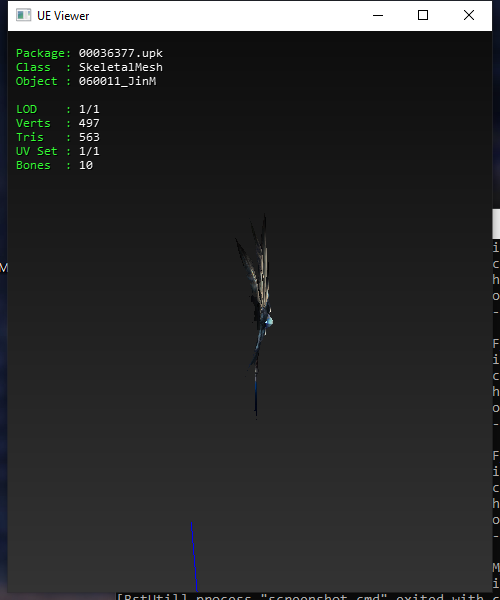 UE Viewer
Package: 00036377.upk
Class  : SkeletalMesh
Object : 060011_JinM
LOD    : 1/1
Verts  : 497
Tris   : 563
UV Set : 1/1
Bones  : 10
M
i
c
h
o
-
F
i
c
h
o
-
F
i
c
h
o
-
M
i
[BstUtil] process "screenshot.cmd" exited with c